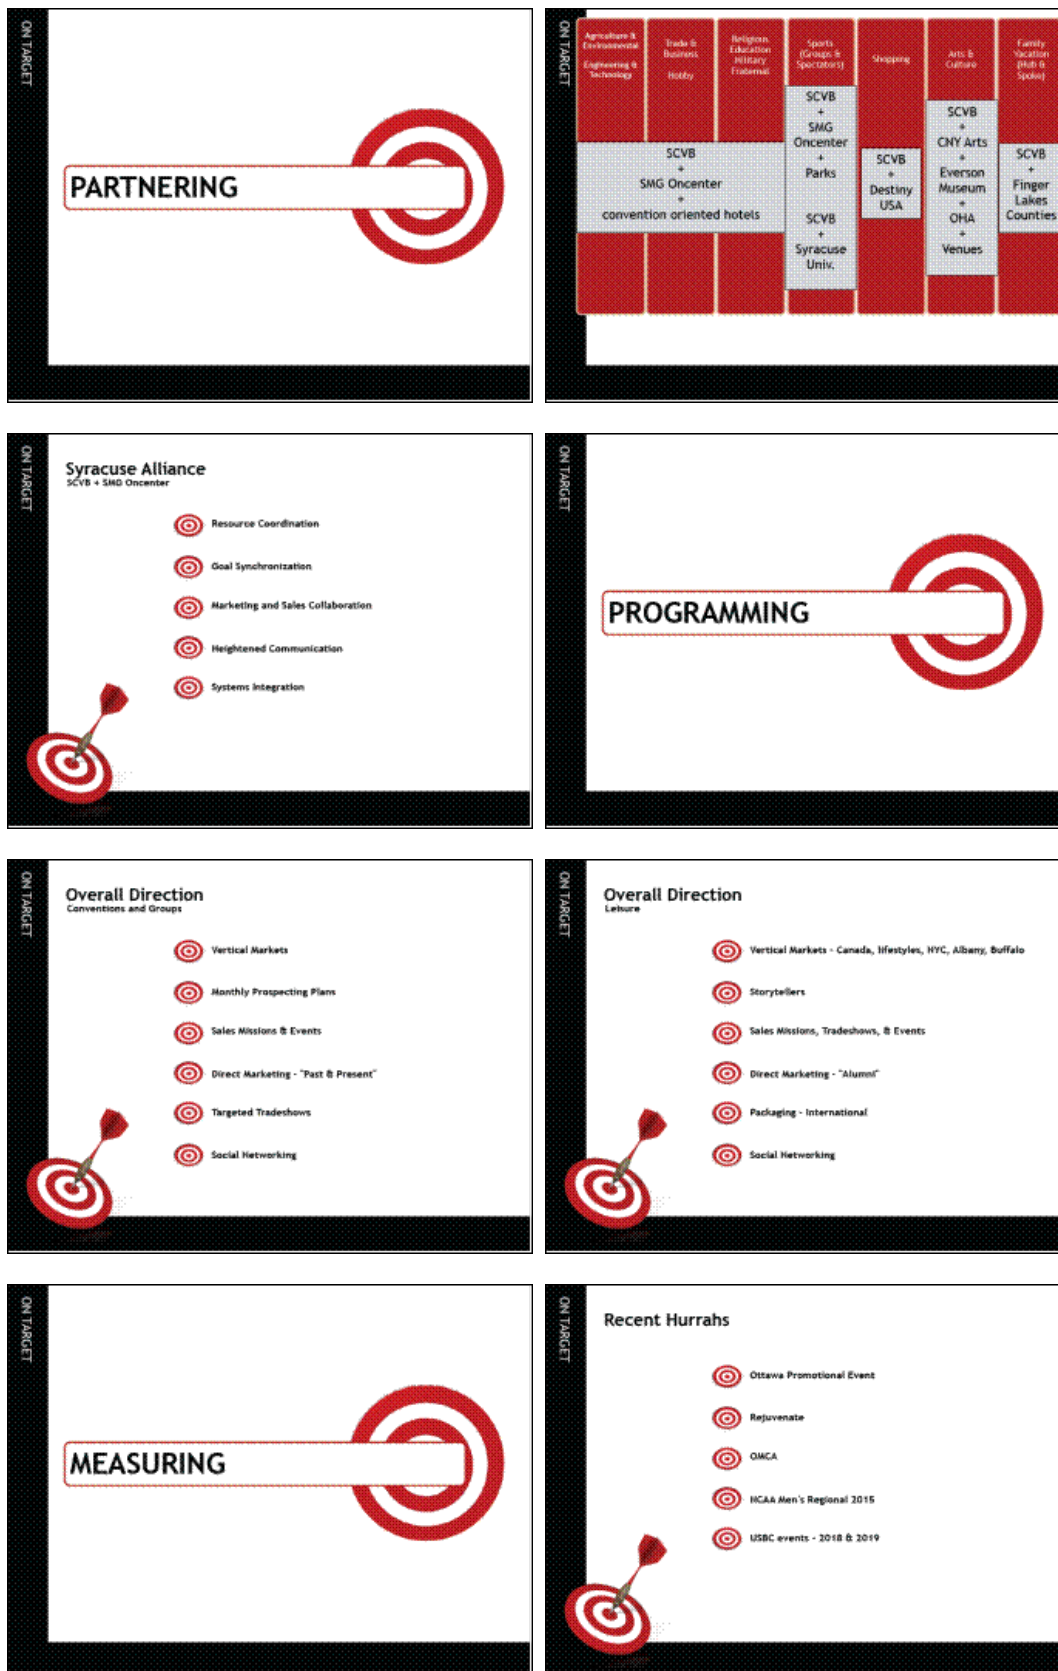 ON TARGET
PARTNERING
ON TARGET
Agriculture &
Environmental
Engineering &
Technology
Trade &
Business
Hobby
Religious,
Education
Military
Fraternal
Sports
(Groups &
Spectators)
Shopping
Arts &
Culture
Family
Vacation
(Hub &
Spoke)
SCVB
+
SMG Oncenter
+
convention oriented hotels
SCVB
+
SMG
Oncenter
+
Parks
SCVB
+
Syracuse
Univ.
SCVB
+
Destiny
USA
SCVB
+
CNY Arts
+
Everson
Museum
+
OHA
+
Venues
SCVB
+
Finger
Lakes
Counties
ON TARGET
Syracuse Alliance
SCVB + SMG Oncenter
Resource Coordination
Goal Synchronization
Marketing and Sales Collaboration
Heightened Communication
Systems Integration
ON TARGET
PROGRAMMING
ON TARGET
Overall Direction
Conventions and Groups
Vertical Markets
Monthly Prospecting Plans
Sales Missions & Events
Direct Marketing - "Past & Present"
Targeted Tradeshows
Social Networking
ON TARGET
Overall Direction
Leisure
Vertical Markets - Canada, lifestyles, NYC, Albany, Buffalo
Storytellers
Sales Missions, Tradeshows, & Events
Direct Marketing - "Alumni"
Packaging - International
Social Networking
ON TARGET
MEASURING
ON TARGET
Recent Hurrahs
Ottawa Promotional Event
Rejuvenate
OMCA
NCAA Men's Regional 2015
USBC events - 2018 & 2019